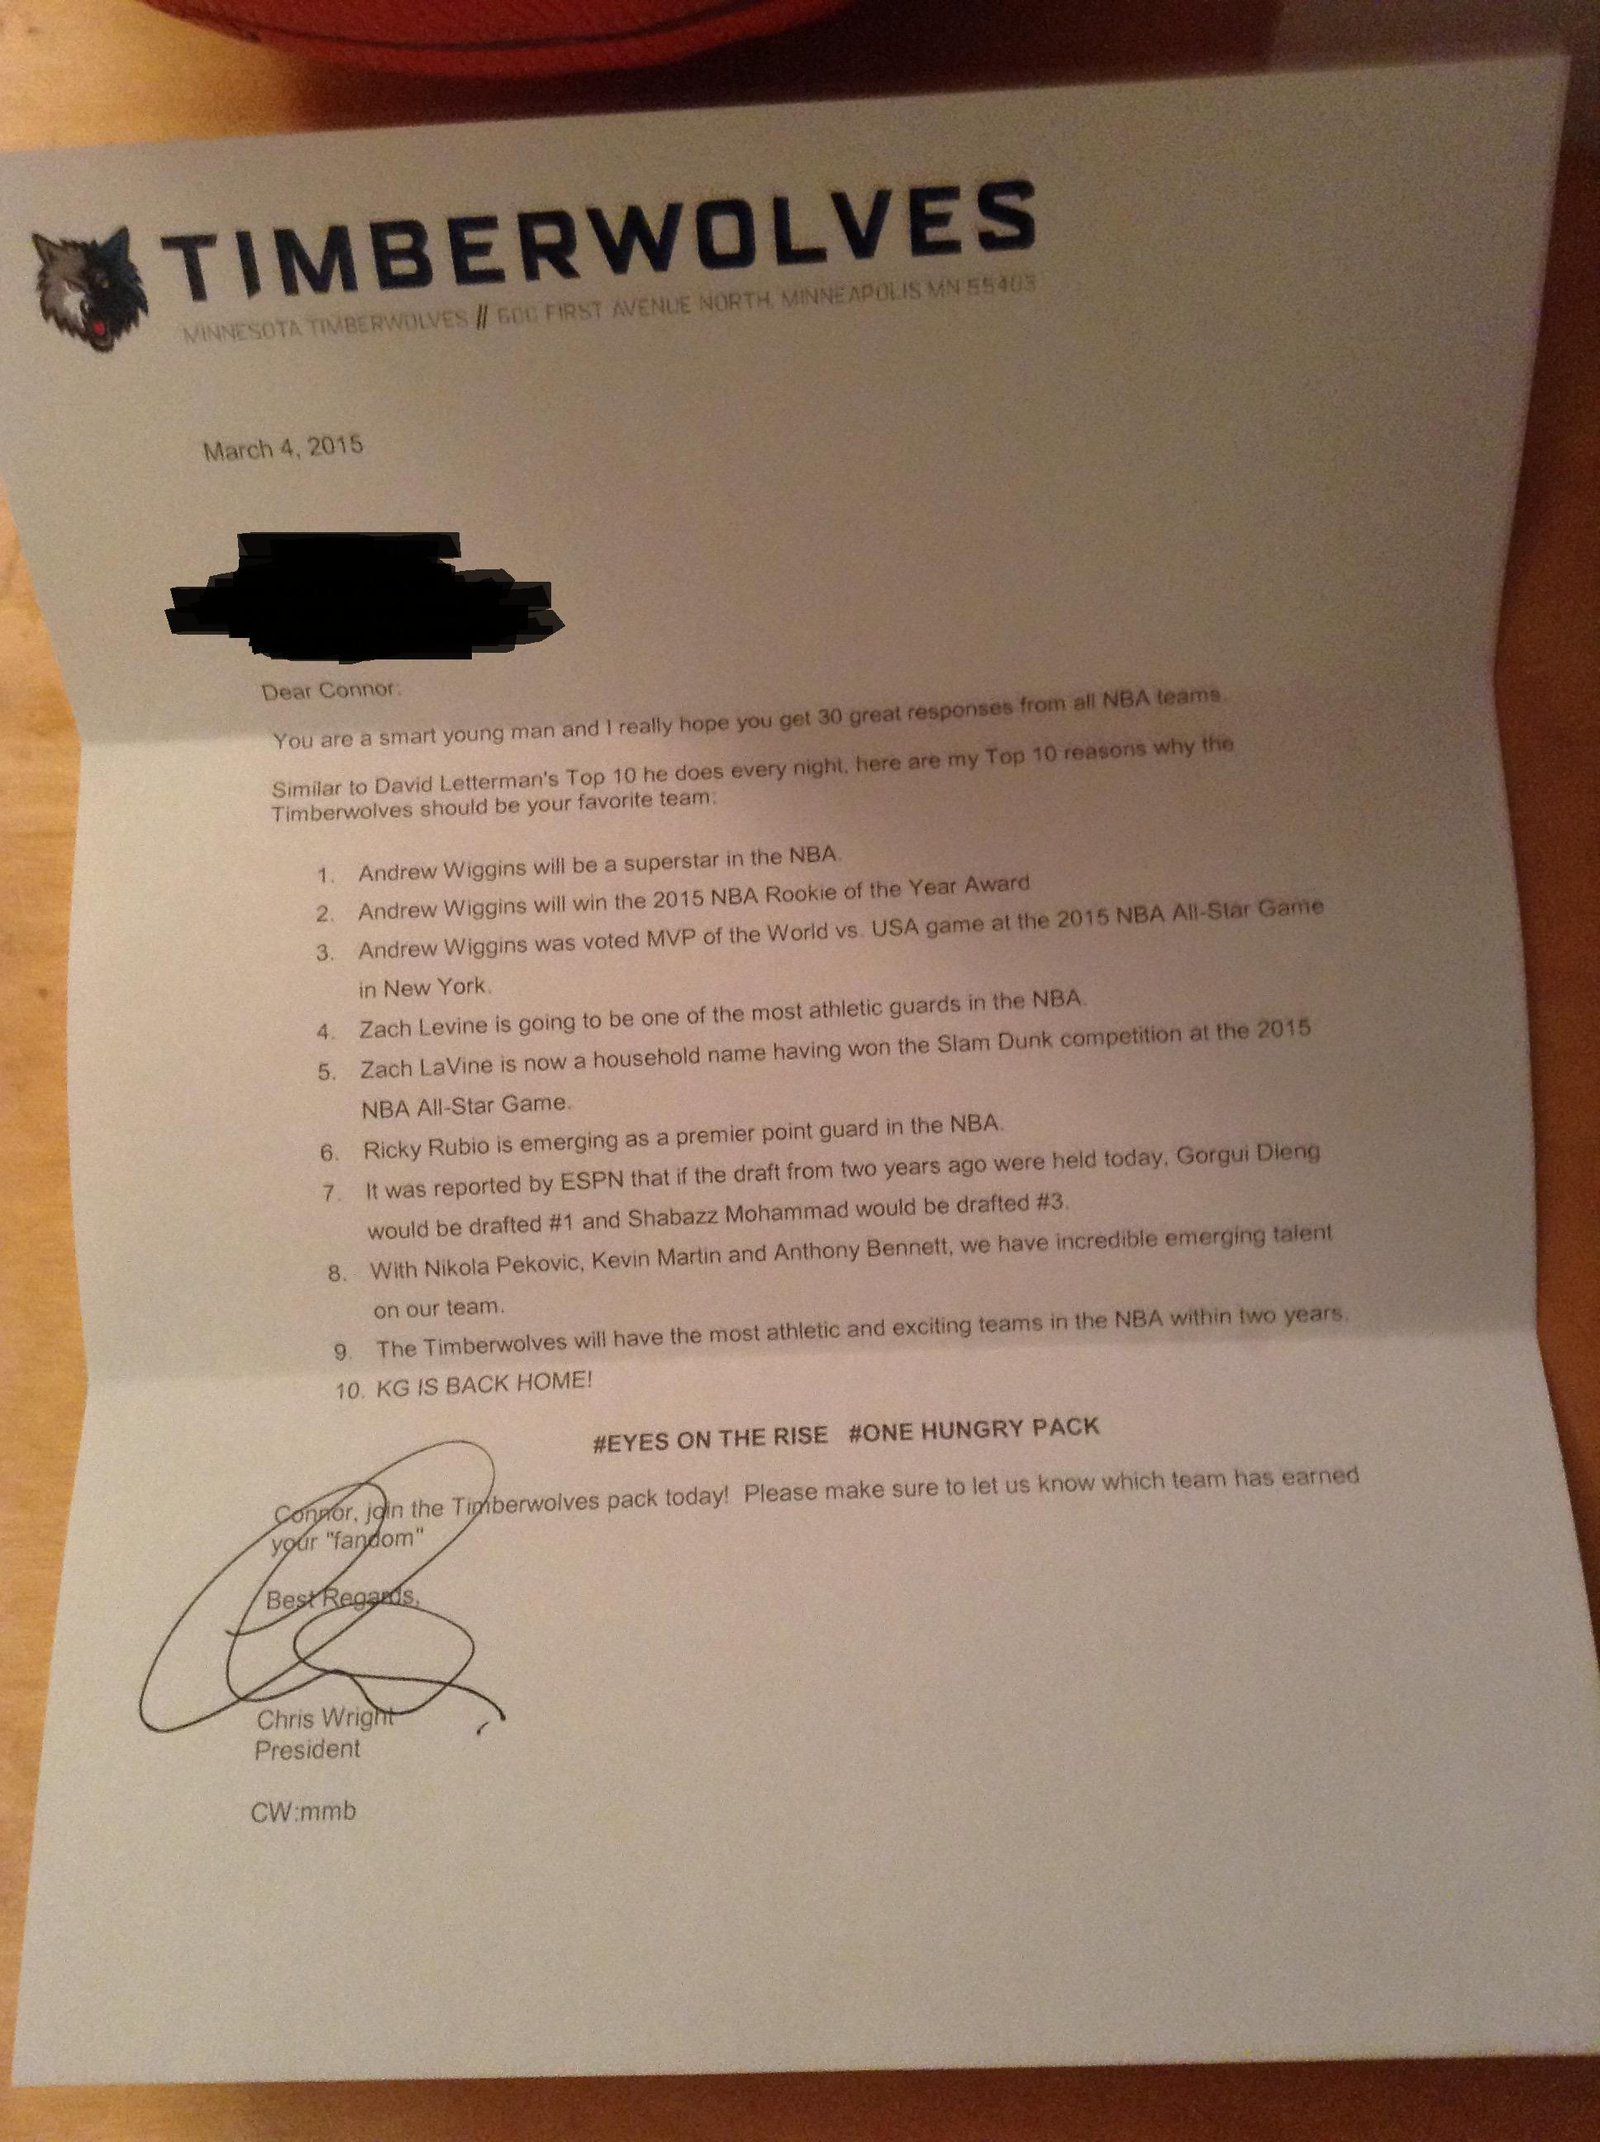 TIMBERWOLVES
MINNESOTA TIMBERWOLVES // 600 FIRST AVENUE NORTH, MINNEAPOLIS MN 55403
March 4, 2015
Dear Connor:
You are a smart young man and I really hope you get 30 great responses from all NBA teams.
Similar to David Letterman's Top 10 he does every night, here are my Top 10 reasons why the
Timberwolves should be your favorite team:
1. Andrew Wiggins will be a superstar in the NBA.
2. Andrew Wiggins will win the 2015 NBA Rookie of the Year Award
3. Andrew Wiggins was voted MVP of the World vs. USA game at the 2015 NBA All-Star Game
in New York.
4. Zach Levine is going to be one of the most athletic guards in the NBA.
5. Zach LaVine is now a household name having won the Slam Dunk competition at the 2015
NBA All-Star Game.
6. Ricky Rubio is emerging as a premier point guard in the NBA.
7. It was reported by ESPN that if the draft from two years ago were held today, Gorgui Dieng
would be drafted #1 and Shabazz Mohammad would be drafted #3.
8. With Nikola Pekovic, Kevin Martin and Anthony Bennett, we have incredible emerging talent
on our team.
9. The Timberwolves will have the most athletic and exciting teams in the NBA within two years.
10. KG IS BACK HOME!
#EYES ON THE RISE #ONE HUNGRY PACK
Connor, join the Timberwolves pack today! Please make sure to let us know which team has earned
your "fandom"
Best Regards,
Chris Wright
President
CW:mmb